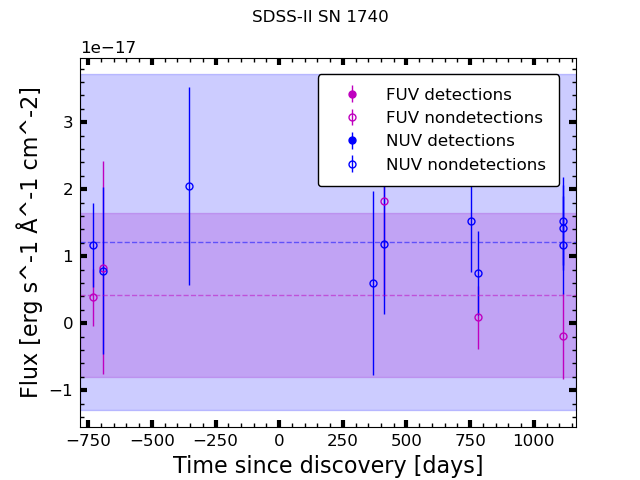 SDSS-II SN 1740
1e−17
FUV detections
FUV nondetections
NUV detections
NUV nondetections
3
2
1
0
−1
Flux [erg s^-1 Å^-1 cm^-2]
−750 −500 −250 0 250 500 750 1000
Time since discovery [days]